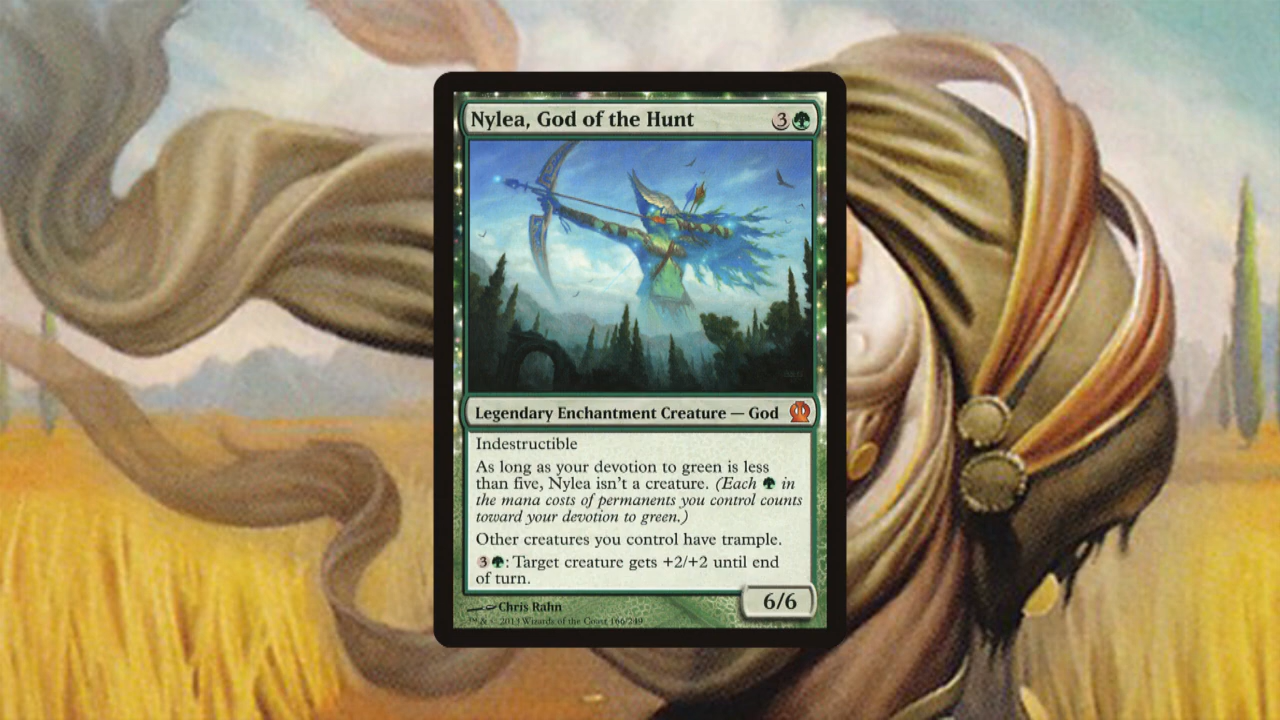 Nylea, God of the Hunt 3
Legendary Enchantment Creature — God
Indestructible
As long as your devotion to green is less
than five, Nylea isn't a creature. (Each in
the mana costs of permanents you control counts
toward your devotion to green.)
Other creatures you control have trample.
3 : Target creature gets +2/+2 until end
of turn.
6/6
Chris Rahn
™ & © 2013 Wizards of the Coast 166/249